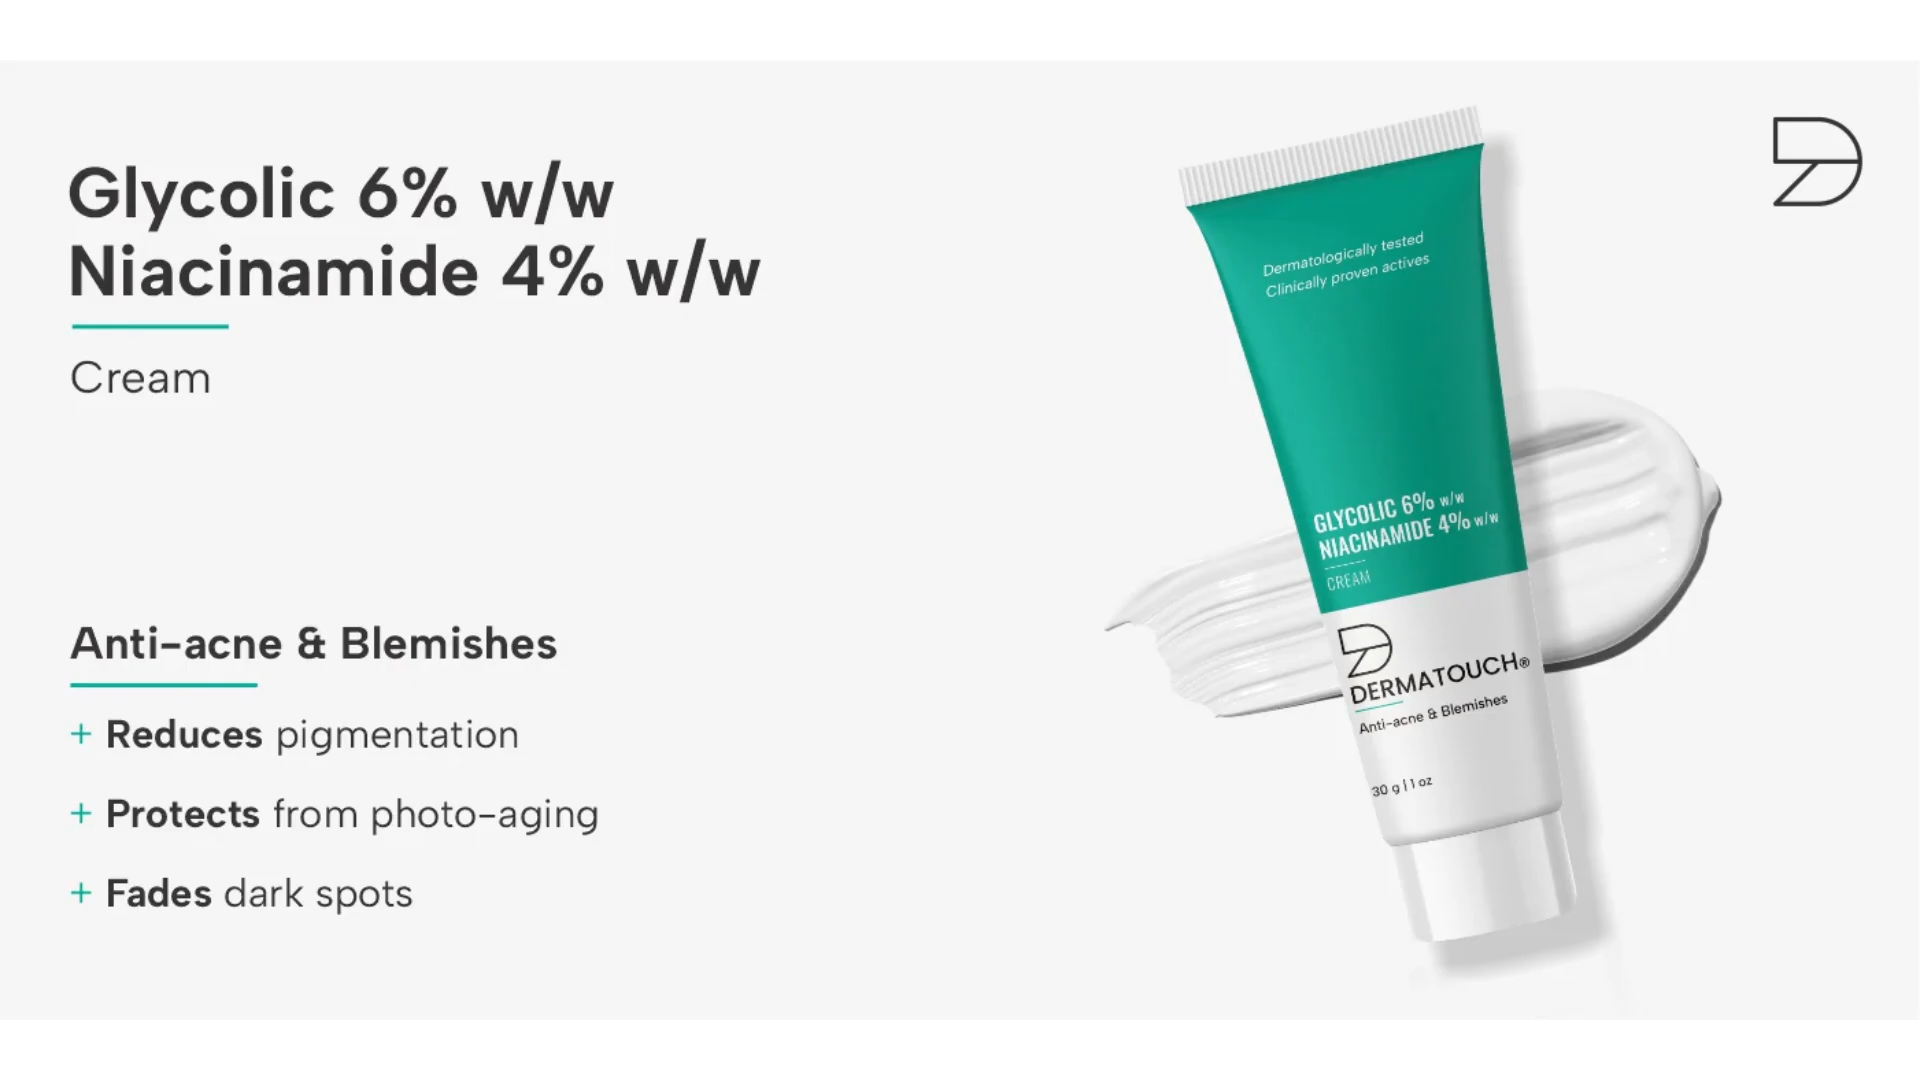 Glycolic 6% w/w
Niacinamide 4% w/w
Cream
Anti-acne & Blemishes
+ Reduces pigmentation
+ Protects from photo-aging
+ Fades dark spots
Dermatologically tested
Clinically proven actives
GLYCOLIC 6% w/w
NIACINAMIDE 4% w/w
CREAM
DERMATOUCH®
Anti-acne & Blemishes
30 g | 1 oz